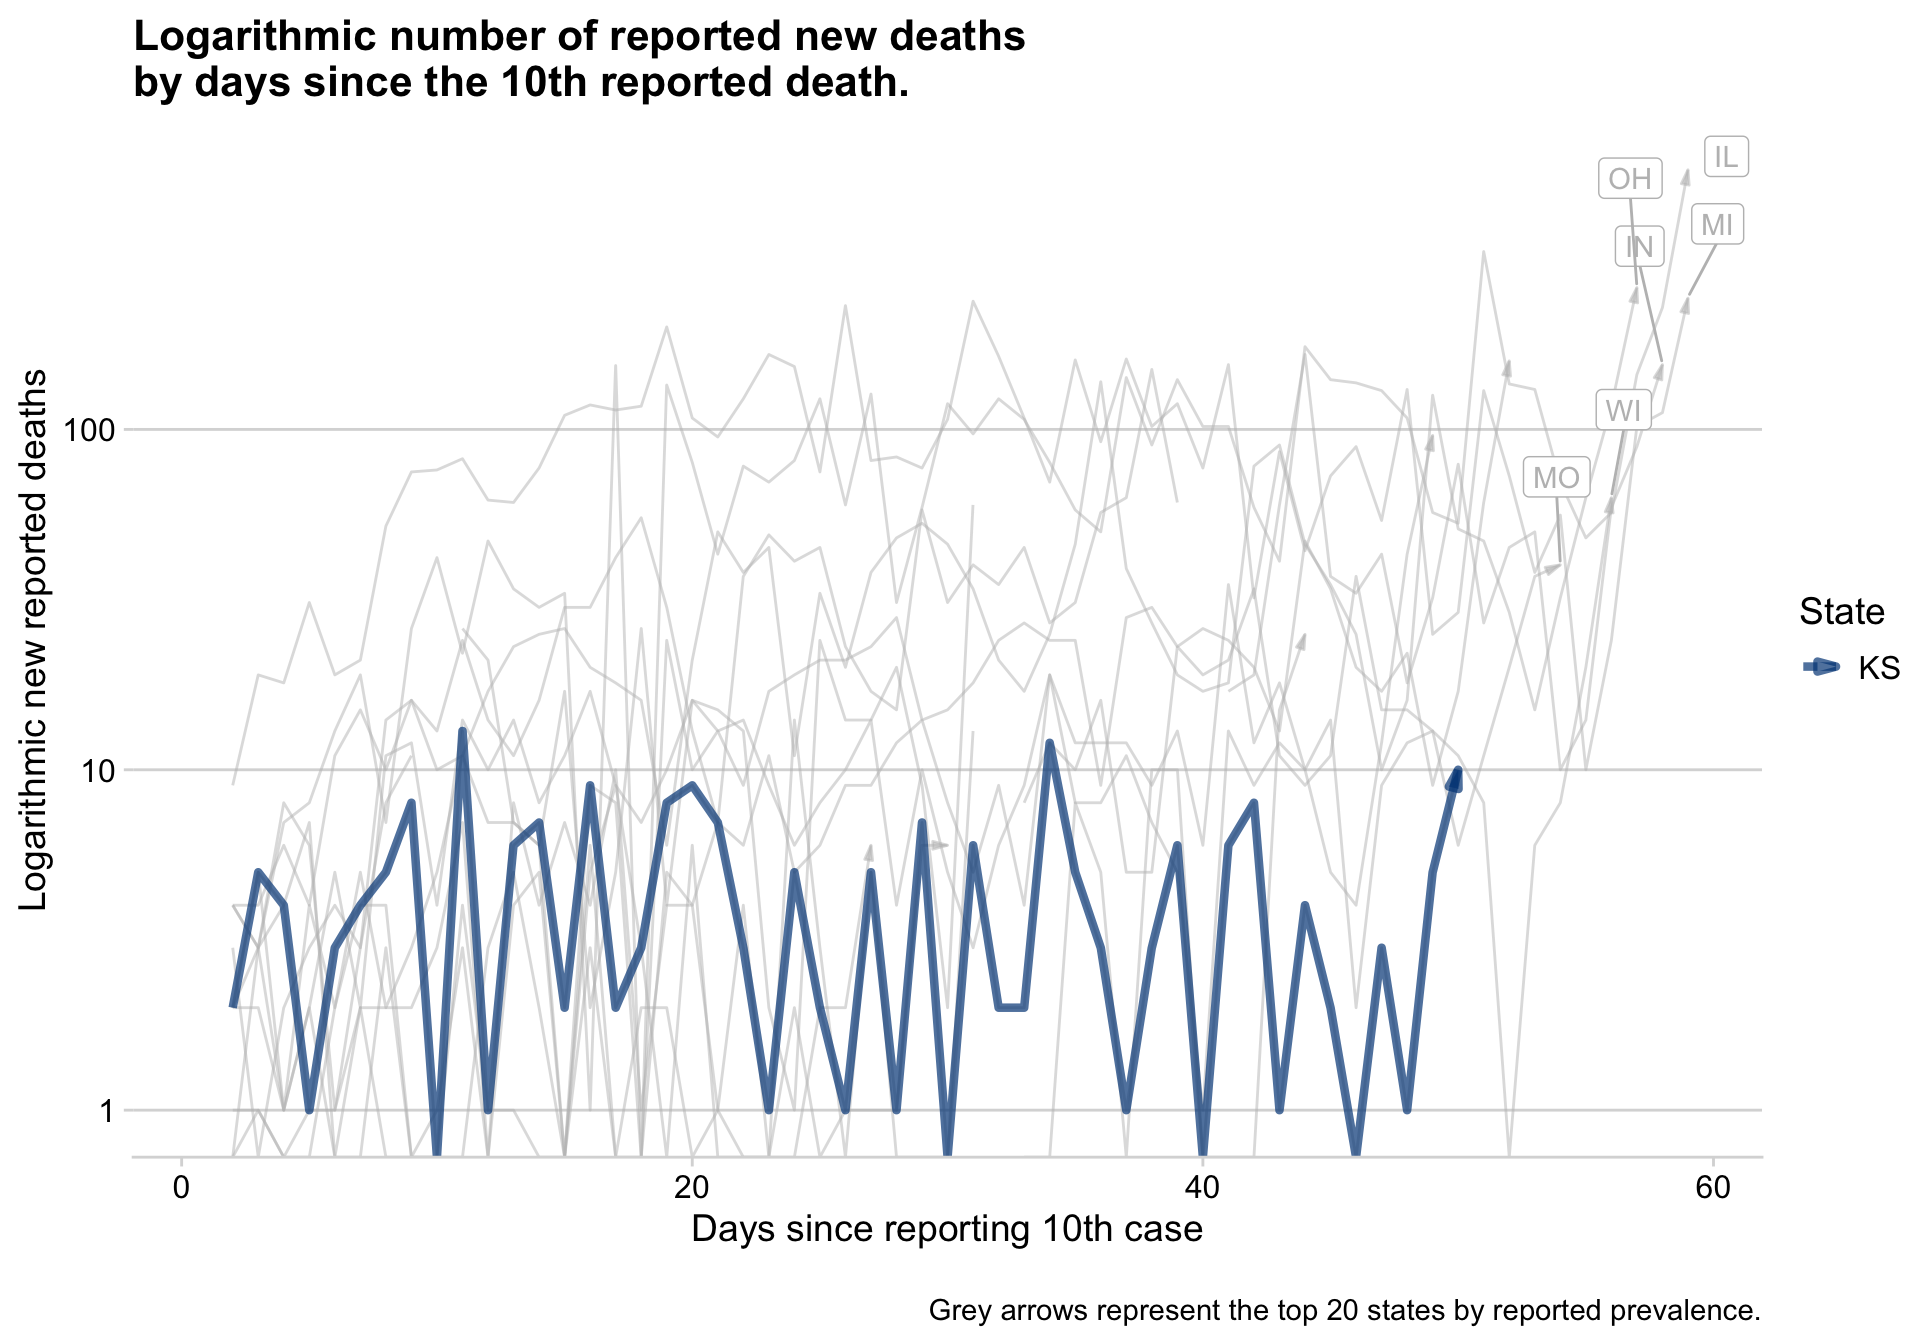 Logarithmic number of reported new deaths
by days since the 10th reported death.
Logarithmic new reported deaths
100
10
1
OH
IL
MI
IN
WI
MO
State
KS
0
20
40
60
Days since reporting 10th case
Grey arrows represent the top 20 states by reported prevalence.